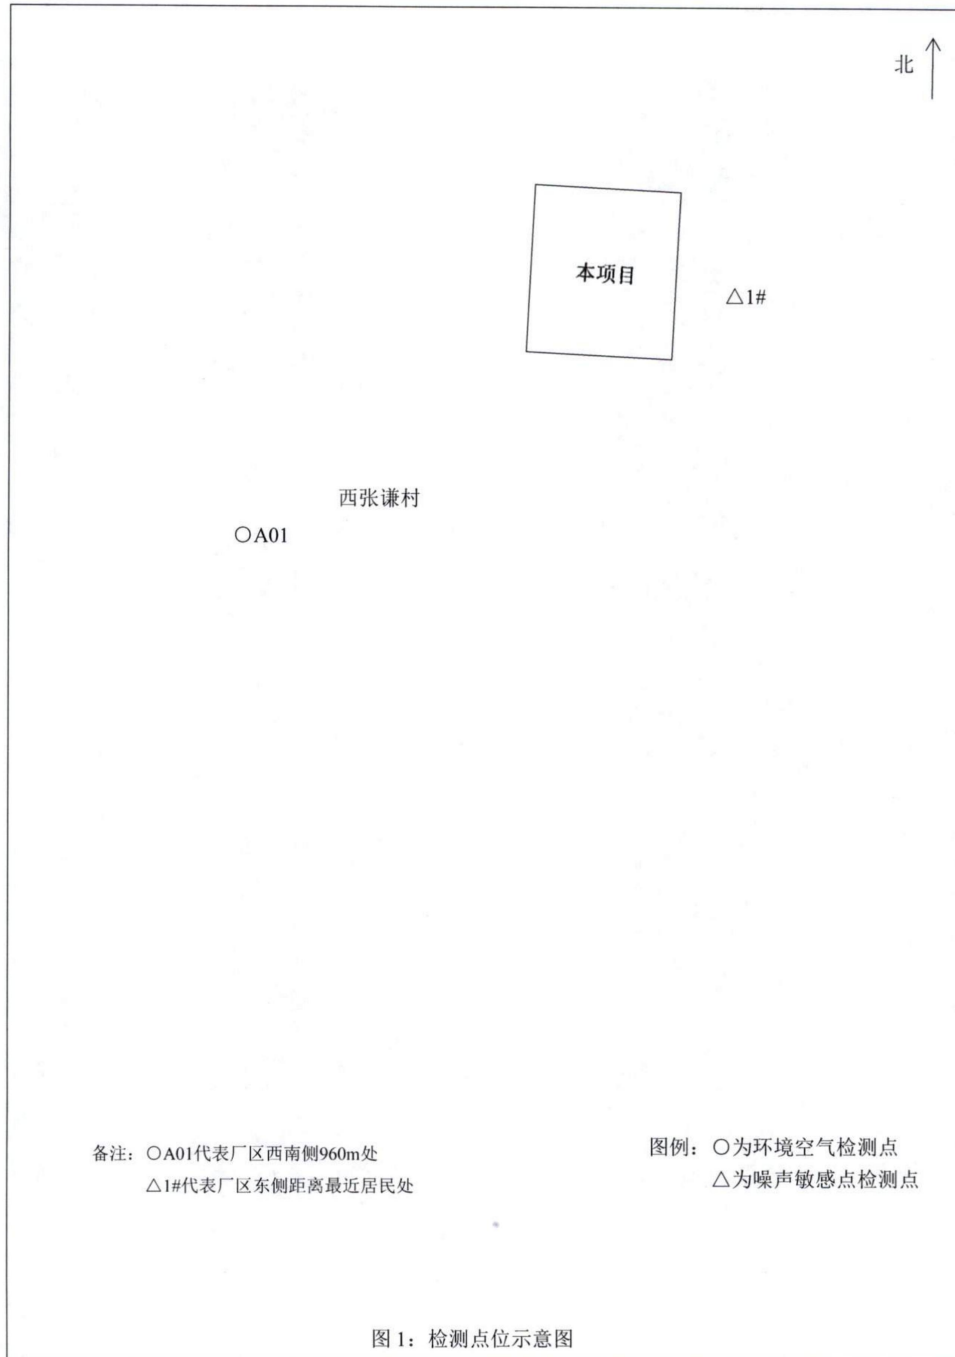 北
本项目
△1#
西张谦村
○A01
备注：○A01代表厂区西南侧960m处
△1#代表厂区东侧距离最近居民处
图例：○为环境空气检测点
△为噪声敏感点检测点
图1：检测点位示意图